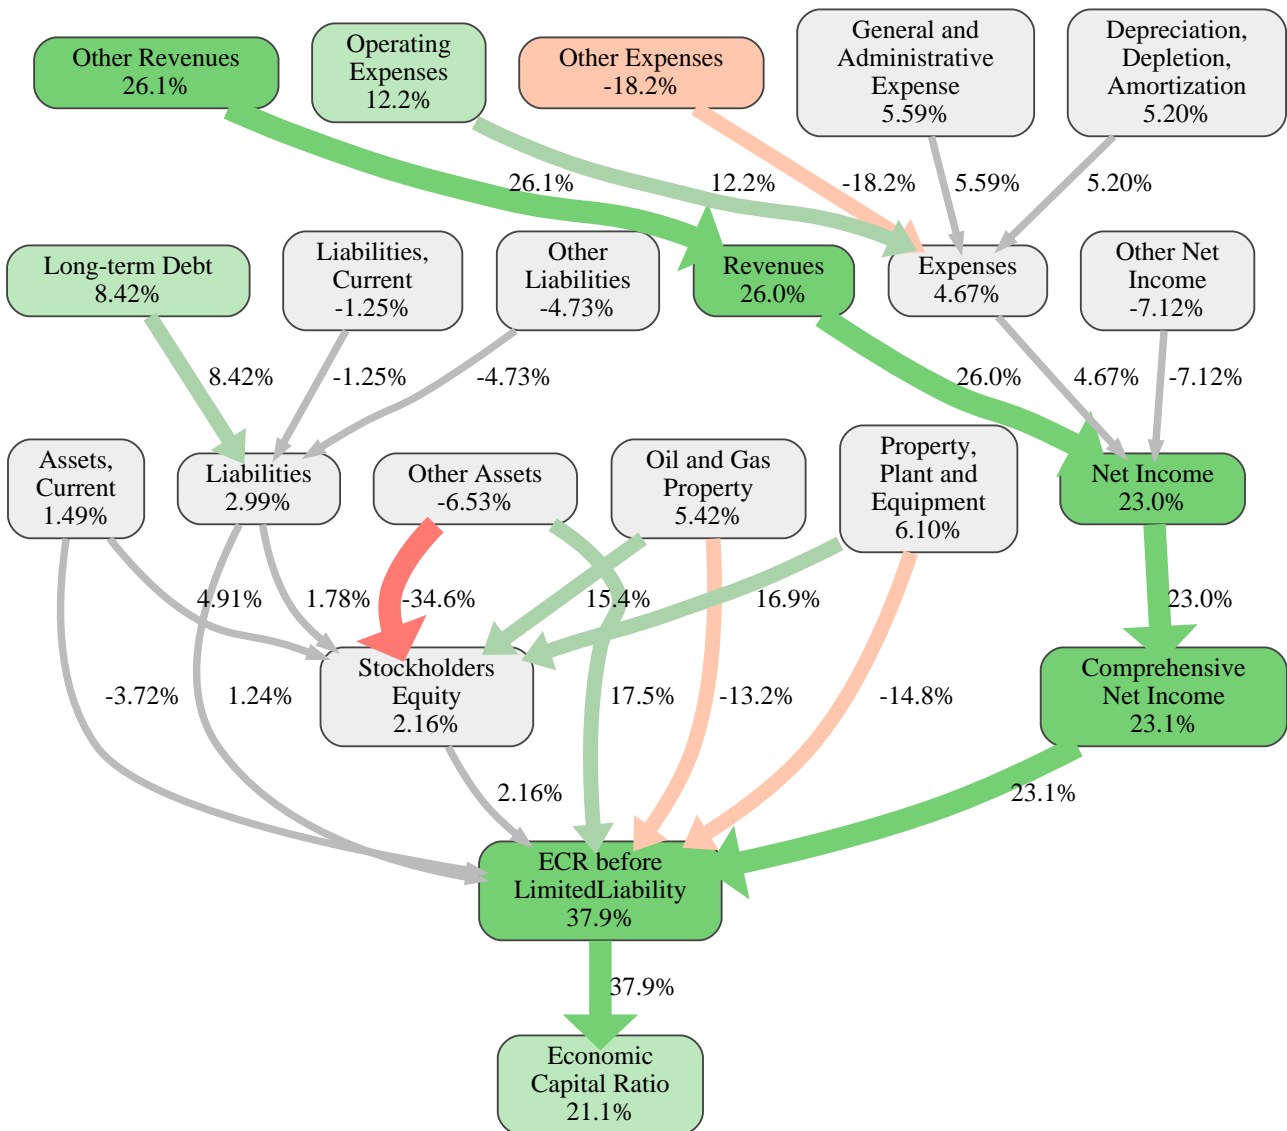 Other Revenues
26.1%
Operating
Expenses
12.2%
Other Expenses
-18.2%
General and
Administrative
Expense
5.59%
Depreciation,
Depletion,
Amortization
5.20%
26.1%
12.2%
-18.2%
5.59%
5.20%
Long-term Debt
8.42%
Liabilities,
Current
-1.25%
Other
Liabilities
-4.73%
Revenues
26.0%
Expenses
4.67%
Other Net
Income
-7.12%
8.42%
-1.25%
-4.73%
26.0%
4.67%
-7.12%
Assets,
Current
1.49%
Liabilities
2.99%
Other Assets
-6.53%
Oil and Gas
Property
5.42%
Property,
Plant and
Equipment
6.10%
Net Income
23.0%
4.91%
1.78%
-34.6%
15.4%
16.9%
23.0%
Stockholders
Equity
2.16%
Comprehensive
Net Income
23.1%
-3.72%
1.24%
17.5%
-13.2%
-14.8%
2.16%
23.1%
ECR before
LimitedLiability
37.9%
37.9%
Economic
Capital Ratio
21.1%